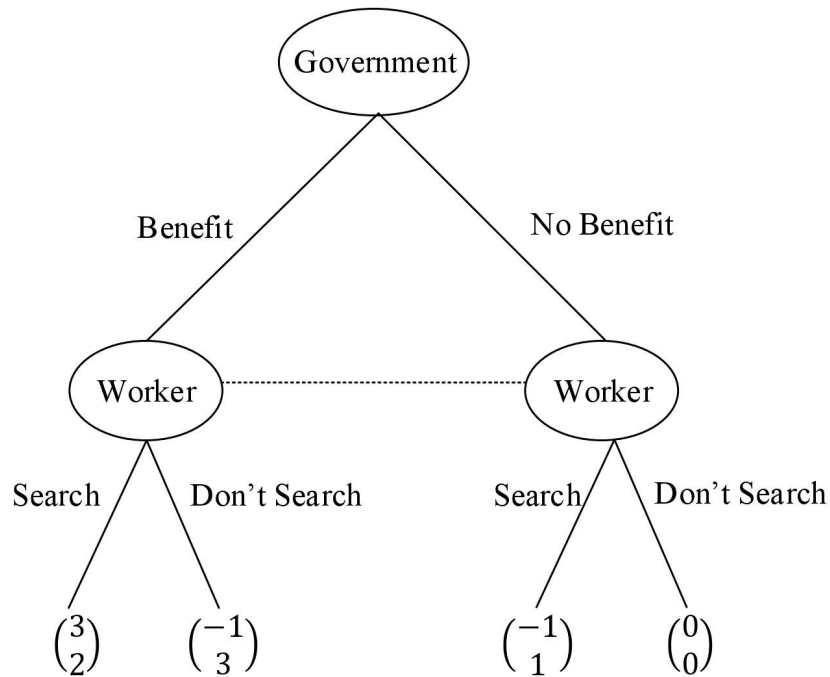 Government
Benefit
No Benefit
Worker
Worker
Search
Don't Search
Search
Don't Search
(3
2)
(−1
3)
(−1
1)
(0
0)